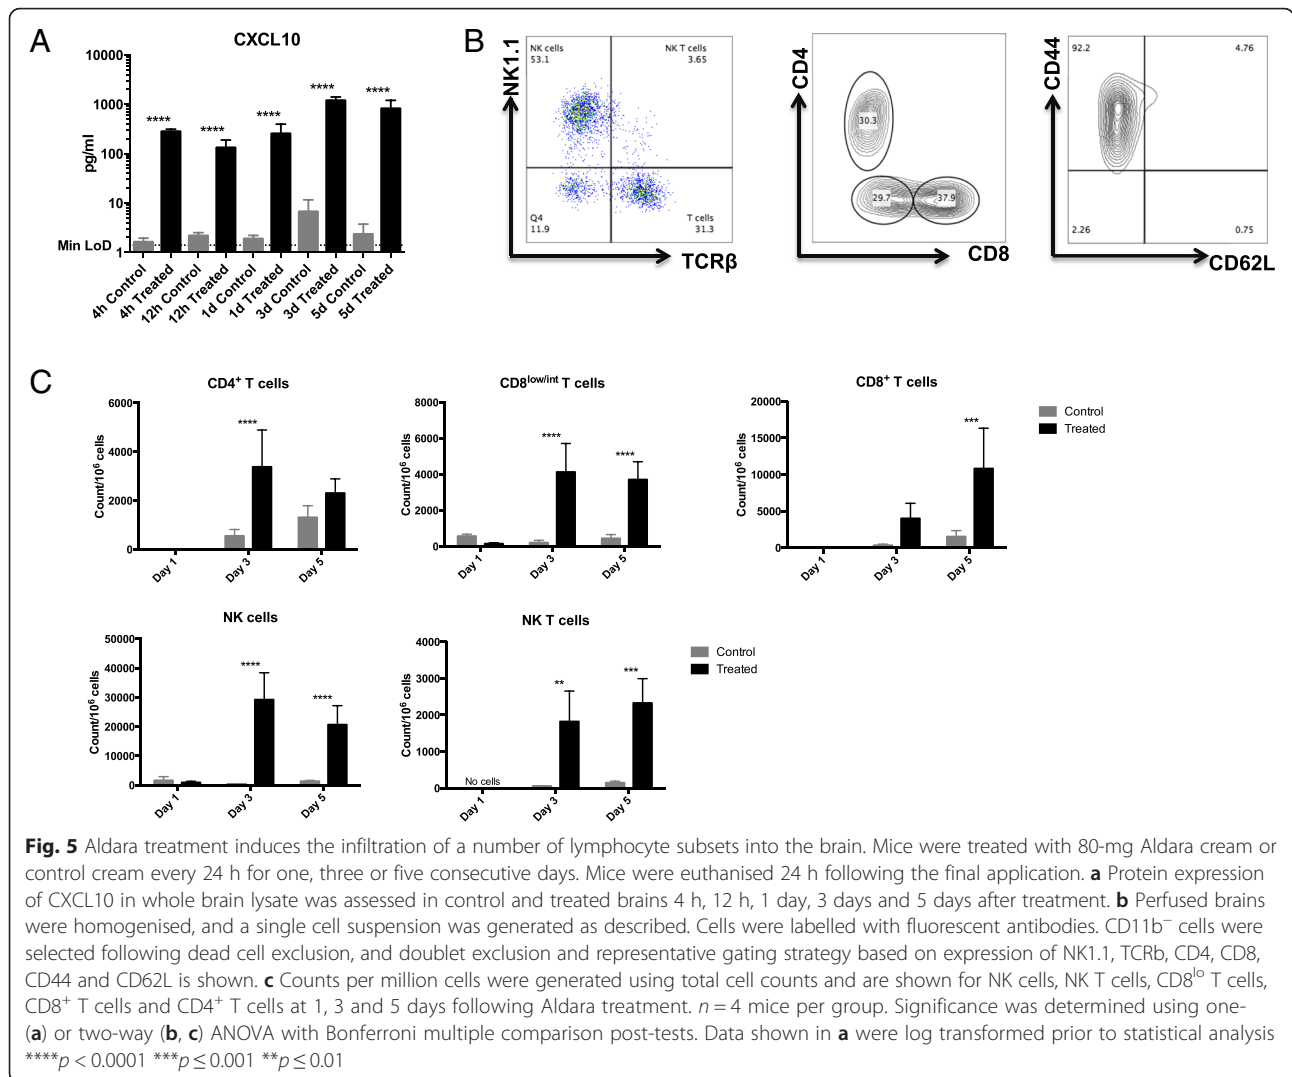 A
CXCL10
pg/ml
10000
1000
100
10
1
Min LoD
**** **** **** **** ****
4h Control
4h Treated
12h Control
12h Treated
1d Control
1d Treated
3d Control
3d Treated
5d Control
5d Treated
B
NK1.1
NK cells
53.1
NK T cells
3.65
Q4
11.9
T cells
31.3
TCRβ
CD4
30.3
29.7
37.9
CD8
CD44
92.2
4.76
2.26
0.75
CD62L
C
CD4⁺ T cells
Count/10⁶ cells
6000
4000
2000
0
****
Day 1
Day 3
Day 5
CD8ˡᵒʷ/ⁱⁿᵗ T cells
Count/10⁶ cells
8000
6000
4000
2000
0
****
****
Day 1
Day 3
Day 5
CD8⁺ T cells
Count/10⁶ cells
20000
15000
10000
5000
0
***
Day 1
Day 3
Day 5
Control
Treated
NK cells
Count/10⁶ cells
50000
40000
30000
20000
10000
0
****
****
Day 1
Day 3
Day 5
NK T cells
Count/10⁶ cells
4000
3000
2000
1000
0
No cells
**
***
Day 1
Day 3
Day 5
Control
Treated
Fig. 5 Aldara treatment induces the infiltration of a number of lymphocyte subsets into the brain. Mice were treated with 80-mg Aldara cream or
control cream every 24 h for one, three or five consecutive days. Mice were euthanised 24 h following the final application. a Protein expression
of CXCL10 in whole brain lysate was assessed in control and treated brains 4 h, 12 h, 1 day, 3 days and 5 days after treatment. b Perfused brains
were homogenised, and a single cell suspension was generated as described. Cells were labelled with fluorescent antibodies. CD11b⁻ cells were
selected following dead cell exclusion, and doublet exclusion and representative gating strategy based on expression of NK1.1, TCRb, CD4, CD8,
CD44 and CD62L is shown. c Counts per million cells were generated using total cell counts and are shown for NK cells, NK T cells, CD8ˡᵒ T cells,
CD8⁺ T cells and CD4⁺ T cells at 1, 3 and 5 days following Aldara treatment. n = 4 mice per group. Significance was determined using one-
(a) or two-way (b, c) ANOVA with Bonferroni multiple comparison post-tests. Data shown in a were log transformed prior to statistical analysis
****p < 0.0001 ***p ≤ 0.001 **p ≤ 0.01